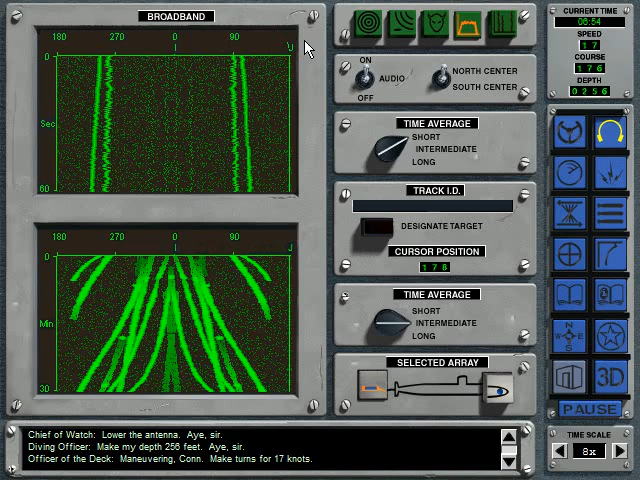 BROADBAND
180 270 0 90
0
Sec
60
180 270 0 90
0
Min
30
ON
AUDIO
OFF
NORTH CENTER
SOUTH CENTER
TIME AVERAGE
SHORT
INTERMEDIATE
LONG
TRACK I.D.
DESIGNATE TARGET
CURSOR POSITION
178
TIME AVERAGE
SHORT
INTERMEDIATE
LONG
SELECTED ARRAY
CURRENT TIME
06:54
SPEED
17
COURSE
176
DEPTH
0256
N
W E
S
3D
PAUSE
TIME SCALE
8x
Chief of Watch: Lower the antenna. Aye, sir.
Diving Officer: Make my depth 256 feet. Aye, sir.
Officer of the Deck: Maneuvering, Conn. Make turns for 17 knots.